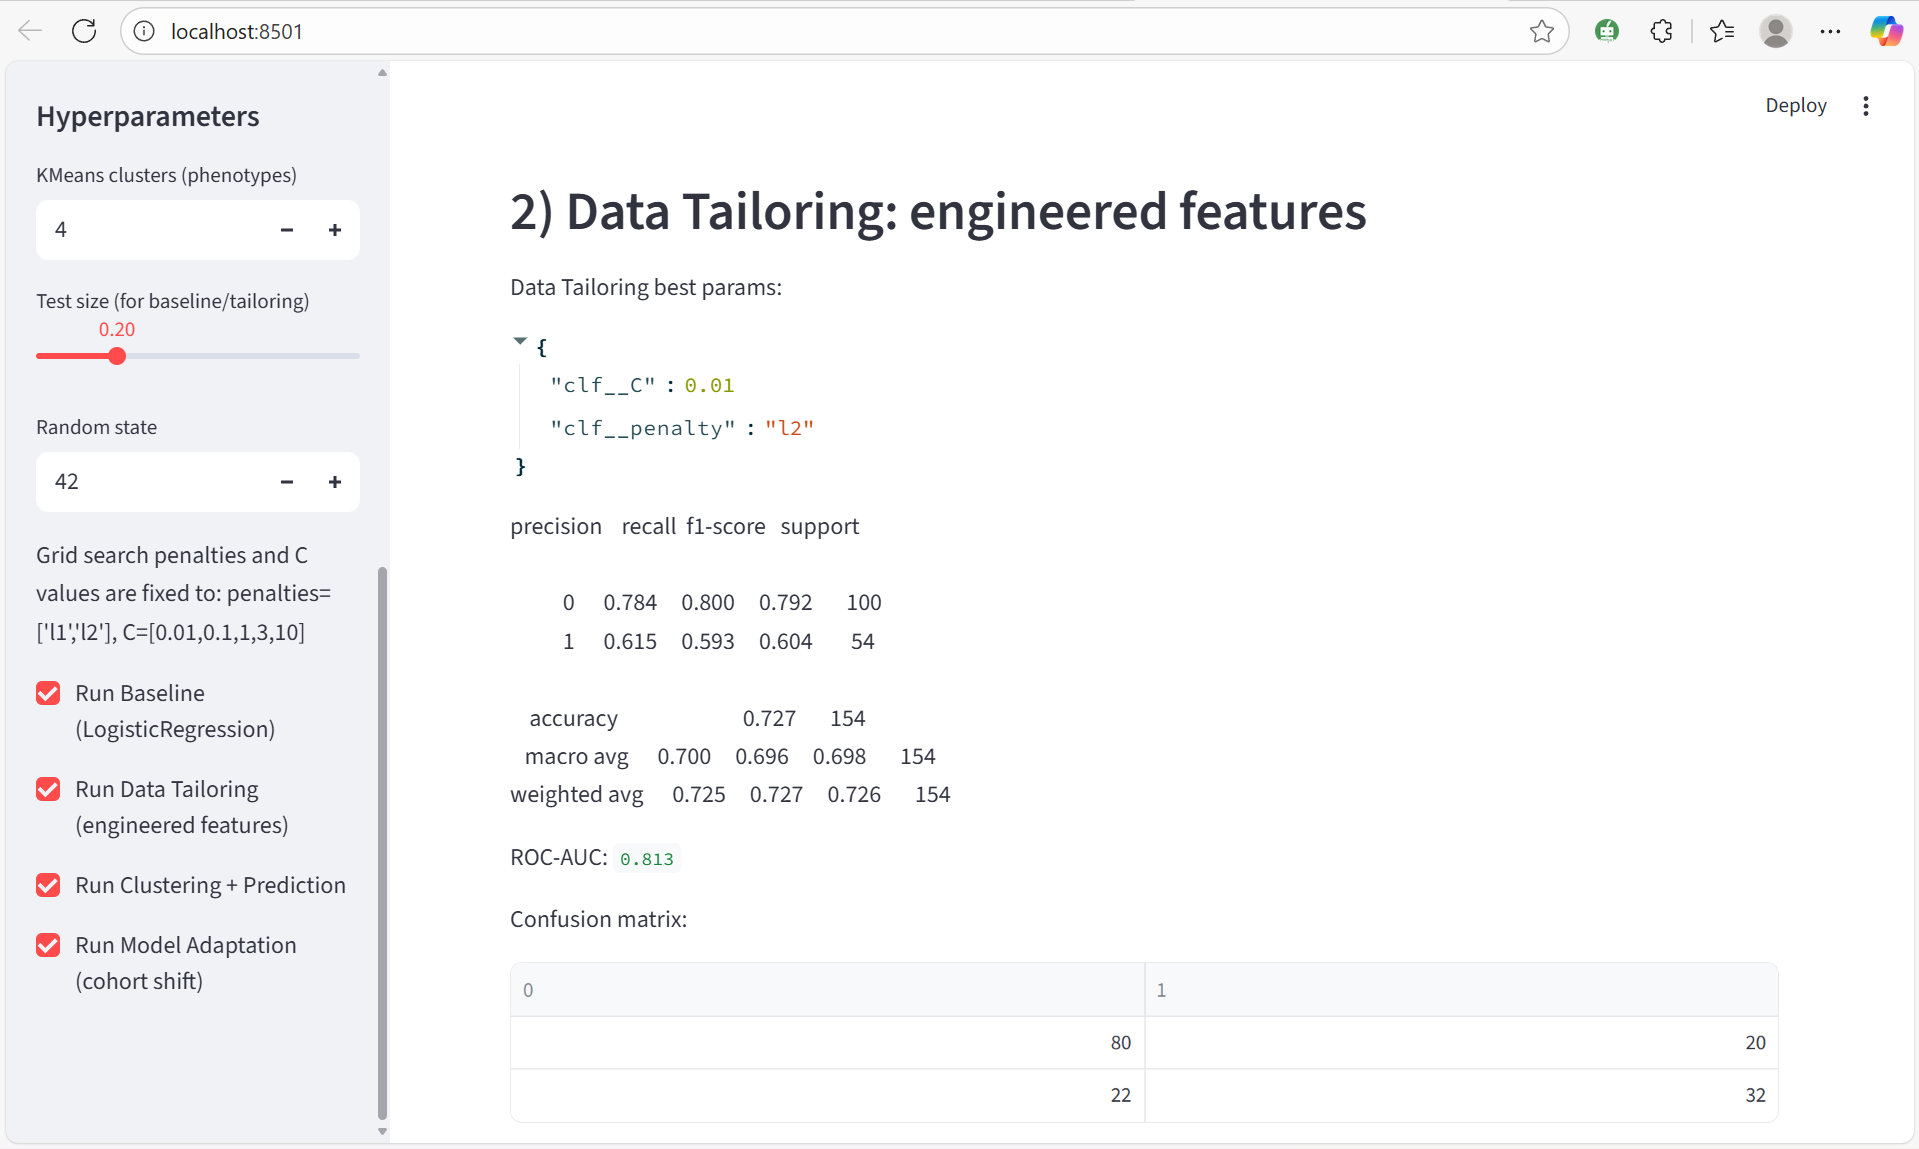 localhost:8501
Hyperparameters
KMeans clusters (phenotypes)
4
Test size (for baseline/tailoring)
0.20
Random state
42
Grid search penalties and C
values are fixed to: penalties=
['l1','l2'], C=[0.01,0.1,1,3,10]
Run Baseline
(LogisticRegression)
Run Data Tailoring
(engineered features)
Run Clustering + Prediction
Run Model Adaptation
(cohort shift)
Deploy
2) Data Tailoring: engineered features
Data Tailoring best params:
{
"clf__C" : 0.01
"clf__penalty" : "l2"
}
precision recall f1-score support
0 0.784 0.800 0.792 100
1 0.615 0.593 0.604 54
accuracy 0.727 154
macro avg 0.700 0.696 0.698 154
weighted avg 0.725 0.727 0.726 154
ROC-AUC: 0.813
Confusion matrix:
0 1
80 20
22 32